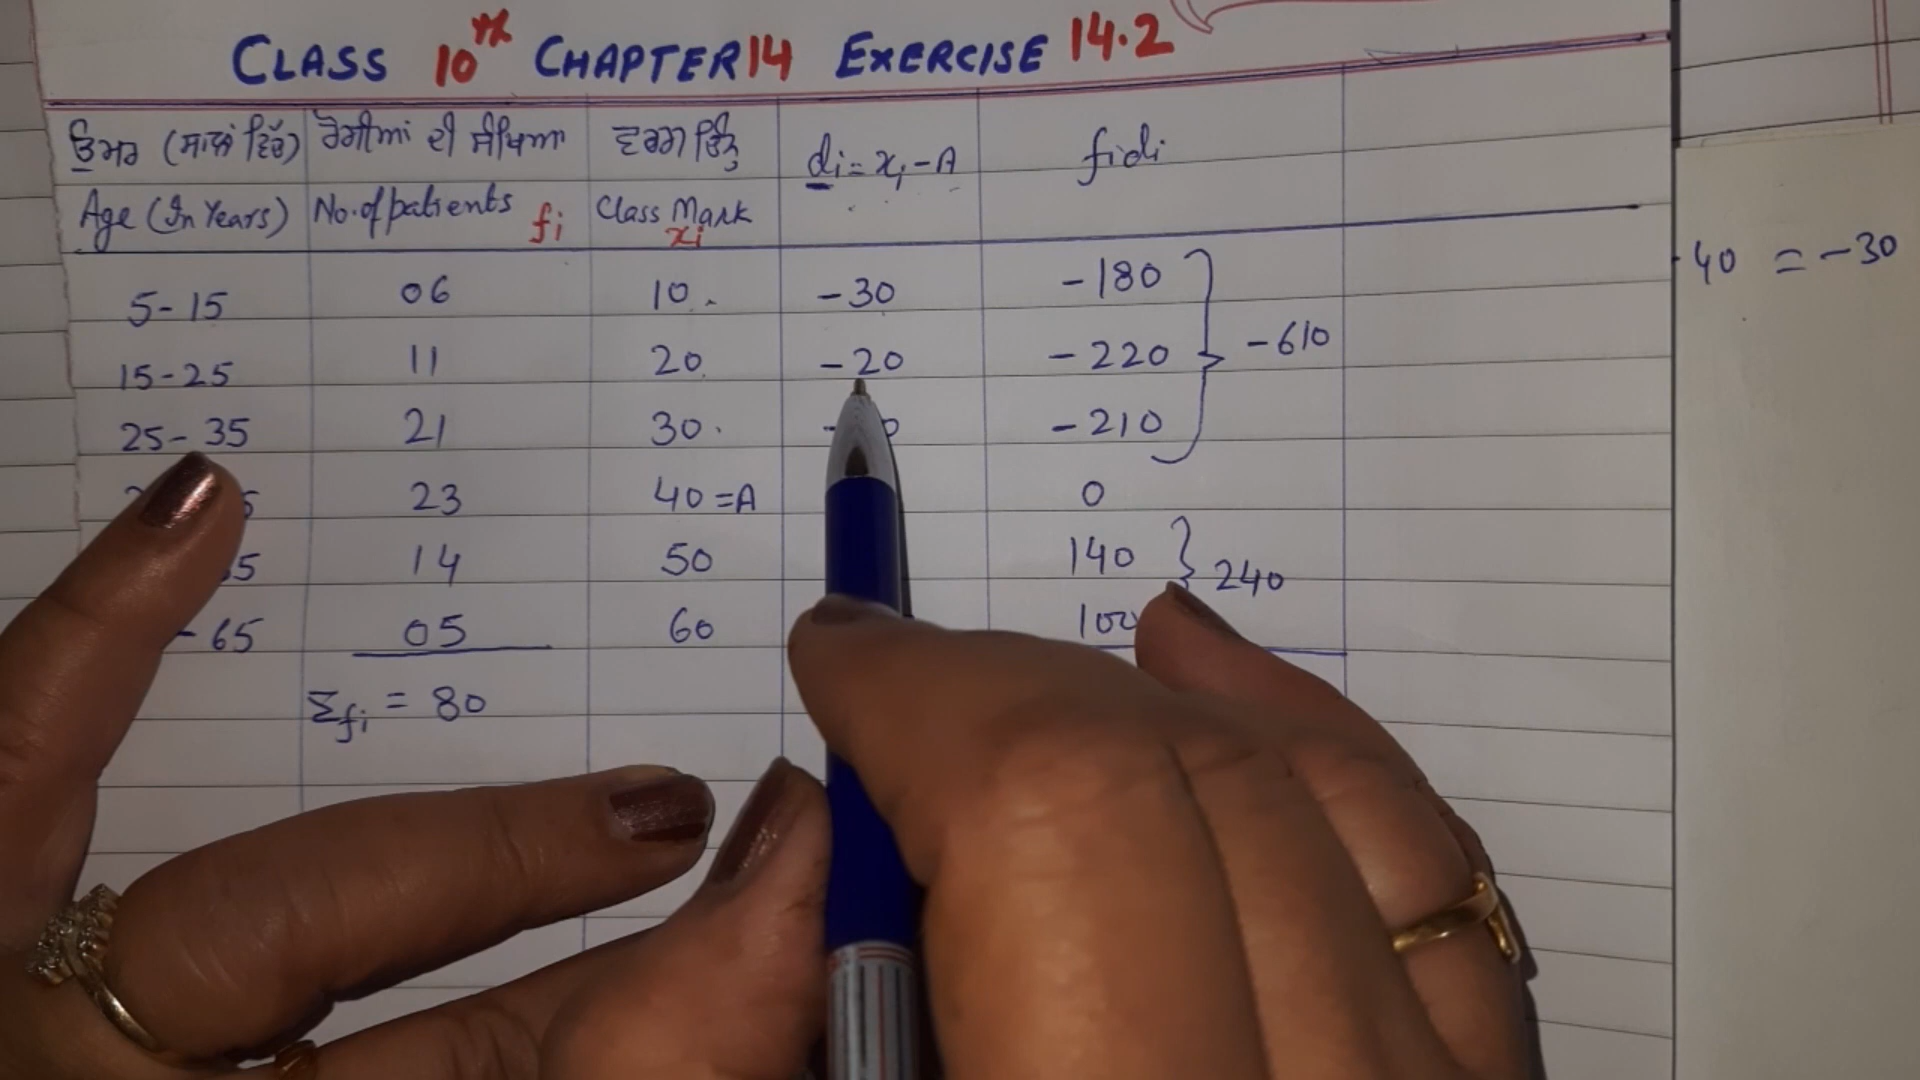 CLASS 10th CHAPTER 14 EXERCISE 14.2
ਉਮਰ (ਸਾਲਾਂ ਵਿੱਚ) ਰੋਗੀਆਂ ਦੀ ਸੰਖਿਆ ਵਰਗ ਚਿੰਨ੍ਹ di = xi - A fidi
Age (In Years) No. of patients fi Class Mark xi
5-15 06 10 -30 -180
15-25 11 20 -20 -220 -610
25-35 21 30 -210
23 40 = A 0
14 50 140 240
-65 05 60 100
Σfi = 80
40 = -30